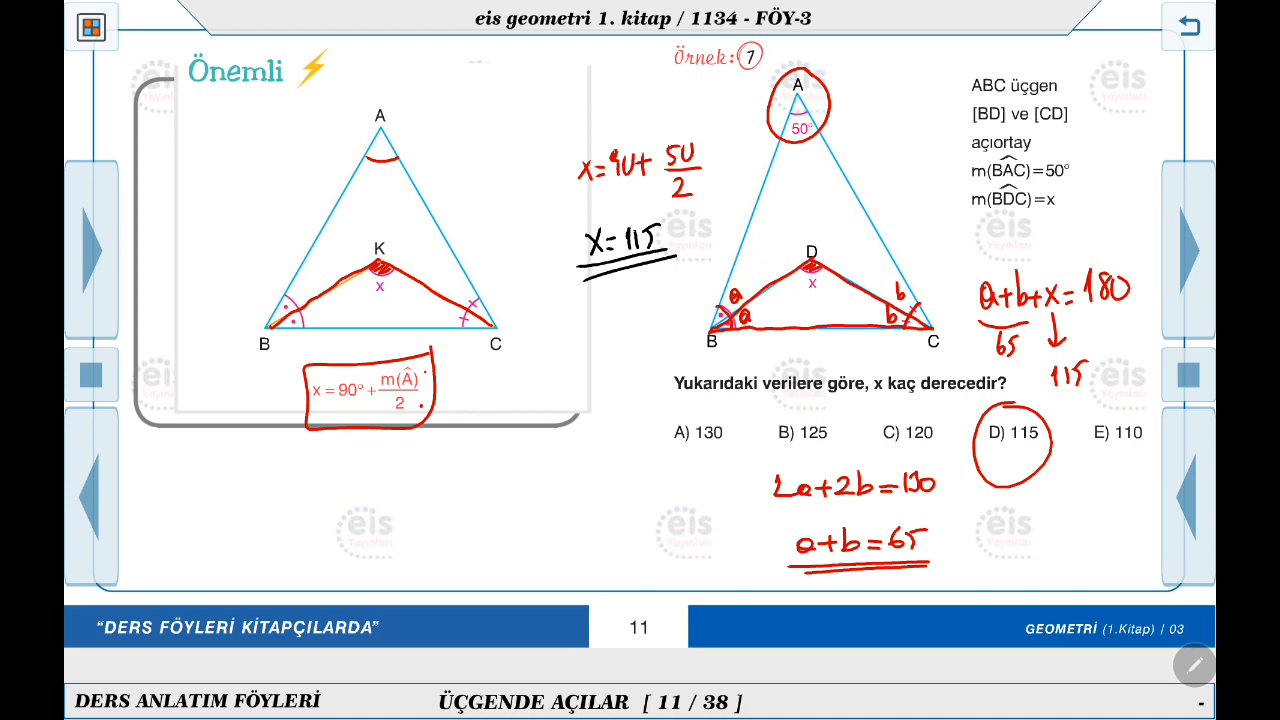 eis geometri 1. kitap / 1134 - FÖY-3
Önemli
A
K
x
B
C
x = 90° + m(Â) / 2
Örnek: 7
A
50°
D
x
a
a
b
b
B
C
ABC üçgen
[BD] ve [CD]
açıortay
m(BAC)=50°
m(BDC)=x
x=90+ 50/2
x=115
a+b+x=180
65
115
Yukarıdaki verilere göre, x kaç derecedir?
A) 130 B) 125 C) 120 D) 115 E) 110
2a+2b=130
a+b=65
eis
Yayınları
"DERS FÖYLERİ KİTAPÇILARDA"
11
GEOMETRİ (1.Kitap) / 03
DERS ANLATIM FÖYLERİ
ÜÇGENDE AÇILAR [ 11 / 38 ]
-